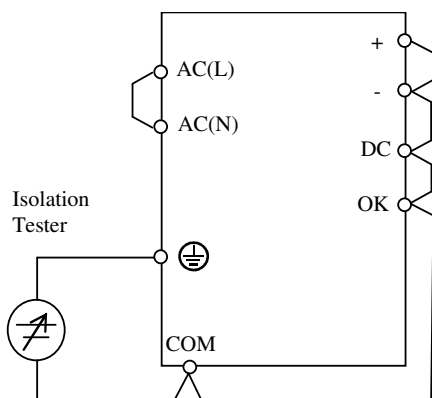 +
AC(L)
-
AC(N)
DC
Isolation
Tester
OK
COM